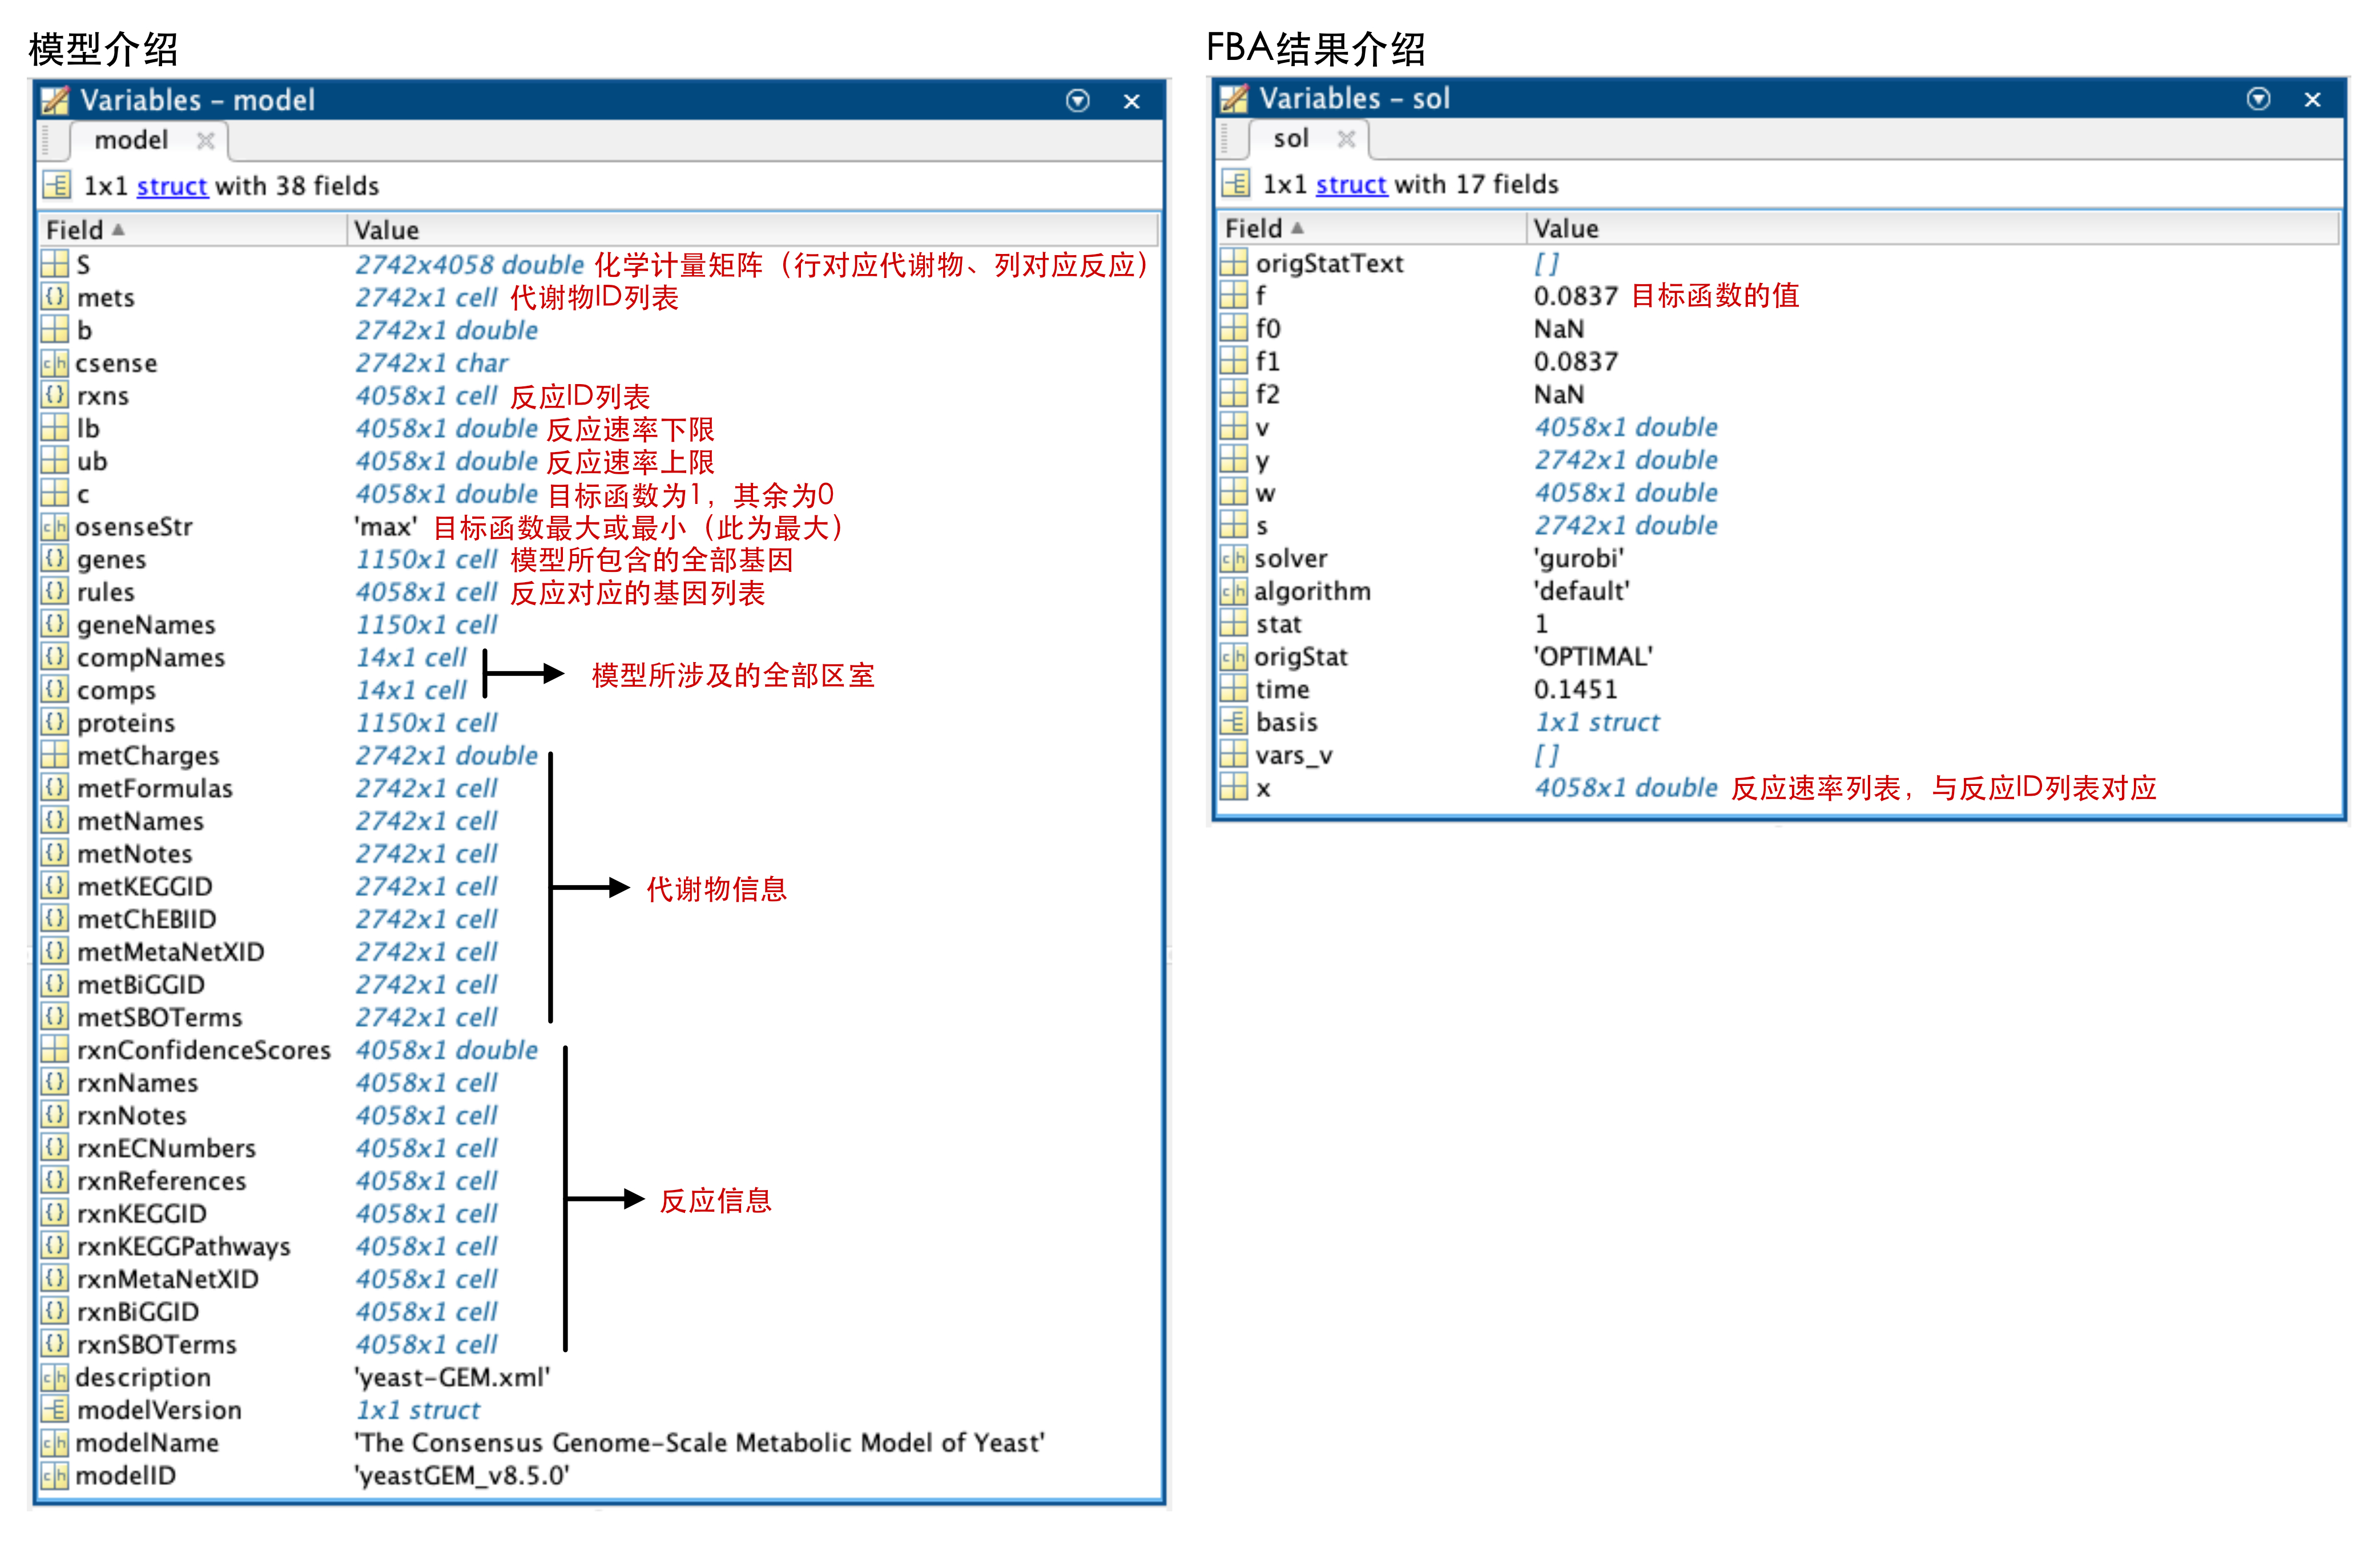 模型介绍
Variables – model
model
1x1 struct with 38 fields
Field Value
S 2742x4058 double 化学计量矩阵（行对应代谢物、列对应反应）
mets 2742x1 cell 代谢物ID列表
b 2742x1 double
csense 2742x1 char
rxns 4058x1 cell 反应ID列表
lb 4058x1 double 反应速率下限
ub 4058x1 double 反应速率上限
c 4058x1 double 目标函数为1，其余为0
osenseStr 'max' 目标函数最大或最小（此为最大）
genes 1150x1 cell 模型所包含的全部基因
rules 4058x1 cell 反应对应的基因列表
geneNames 1150x1 cell
compNames 14x1 cell
模型所涉及的全部区室
comps 14x1 cell
proteins 1150x1 cell
metCharges 2742x1 double
metFormulas 2742x1 cell
metNames 2742x1 cell
metNotes 2742x1 cell
metKEGGID 2742x1 cell
代谢物信息
metChEBIID 2742x1 cell
metMetaNetXID 2742x1 cell
metBiGGID 2742x1 cell
metSBOTerms 2742x1 cell
rxnConfidenceScores 4058x1 double
rxnNames 4058x1 cell
rxnNotes 4058x1 cell
rxnECNumbers 4058x1 cell
rxnReferences 4058x1 cell
反应信息
rxnKEGGID 4058x1 cell
rxnKEGGPathways 4058x1 cell
rxnMetaNetXID 4058x1 cell
rxnBiGGID 4058x1 cell
rxnSBOTerms 4058x1 cell
description 'yeast-GEM.xml'
modelVersion 1x1 struct
modelName 'The Consensus Genome-Scale Metabolic Model of Yeast'
modelID 'yeastGEM_v8.5.0'
FBA结果介绍
Variables – sol
sol
1x1 struct with 17 fields
Field Value
origStatText []
f 0.0837 目标函数的值
f0 NaN
f1 0.0837
f2 NaN
v 4058x1 double
y 2742x1 double
w 4058x1 double
s 2742x1 double
solver 'gurobi'
algorithm 'default'
stat 1
origStat 'OPTIMAL'
time 0.1451
basis 1x1 struct
vars_v []
x 4058x1 double 反应速率列表，与反应ID列表对应